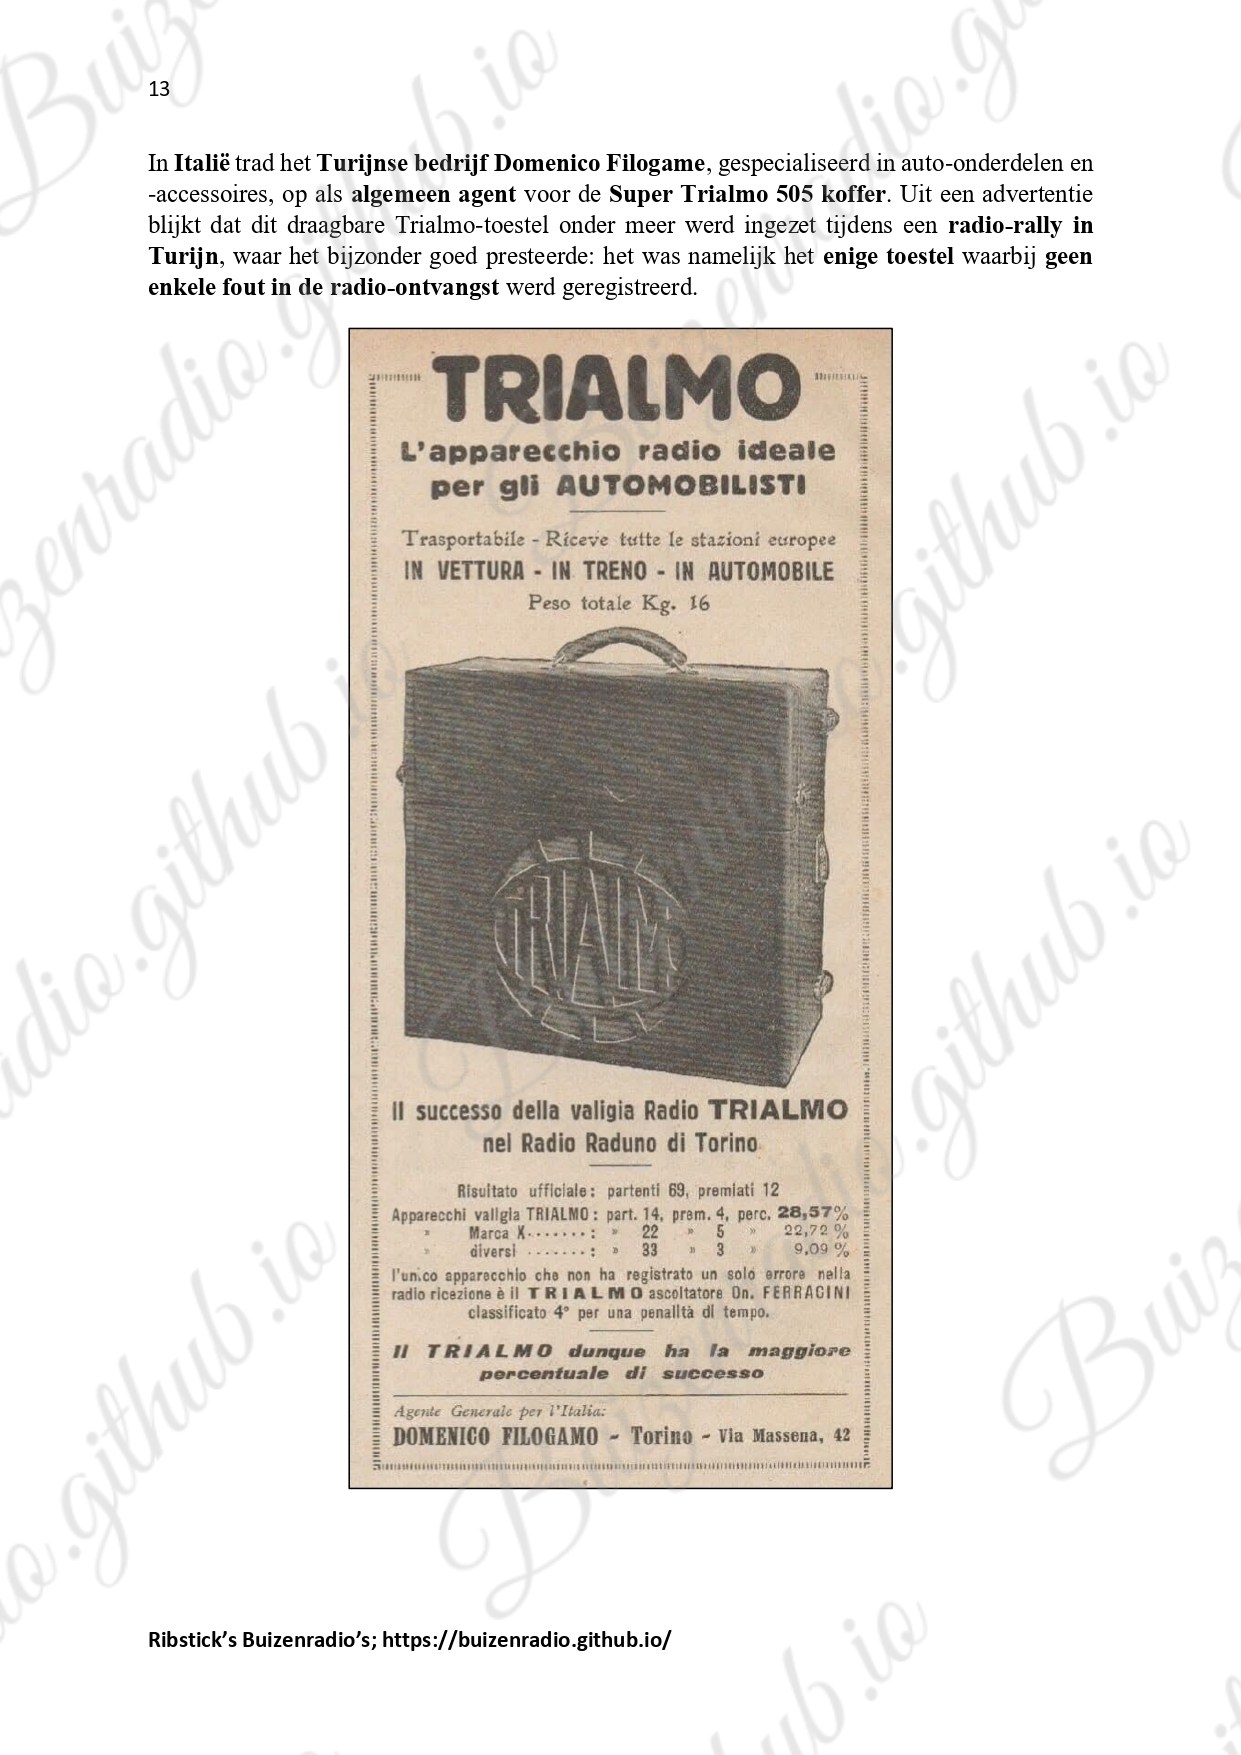 13
In Italië trad het Turijnse bedrijf Domenico Filogame, gespecialiseerd in auto-onderdelen en
-accessoires, op als algemeen agent voor de Super Trialmo 505 koffer. Uit een advertentie
blijkt dat dit draagbare Trialmo-toestel onder meer werd ingezet tijdens een radio-rally in
Turijn, waar het bijzonder goed presteerde: het was namelijk het enige toestel waarbij geen
enkele fout in de radio-ontvangst werd geregistreerd.
TRIALMO
L'apparecchio radio ideale
per gli AUTOMOBILISTI
Trasportabile - Riceve tutte le stazioni europee
IN VETTURA - IN TRENO - IN AUTOMOBILE
Peso totale Kg. 16
TRIALMO
Il successo della valigia Radio TRIALMO
nel Radio Raduno di Torino
Risultato ufficiale: partenti 69, premiati 12
Apparecchi valigia TRIALMO: part. 14, prem. 4, perc. 28,57%
» Marca X.......: » 22 » 5 » 22,72 %
» diversi .......: » 33 » 3 » 9,09 %
l'unico apparecchio che non ha registrato un solo errore nella
radio ricezione è il TRIALMO ascoltatore On. FERRACINI
classificato 4° per una penalità di tempo.
Il TRIALMO dunque ha la maggiore
percentuale di successo
Agente Generale per l'Italia:
DOMENICO FILOGAMO - Torino - Via Massena, 42
Ribstick's Buizenradio's; https://buizenradio.github.io/
Buizenradio.github.io